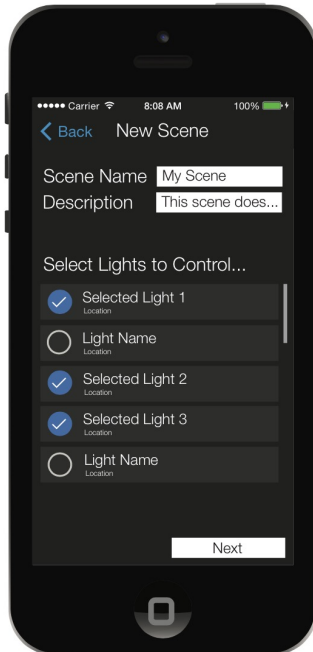 Carrier 8:08 AM 100%
Back New Scene
Scene Name My Scene
Description This scene does...
Select Lights to Control...
Selected Light 1
Location
Light Name
Location
Selected Light 2
Location
Selected Light 3
Location
Light Name
Location
Next